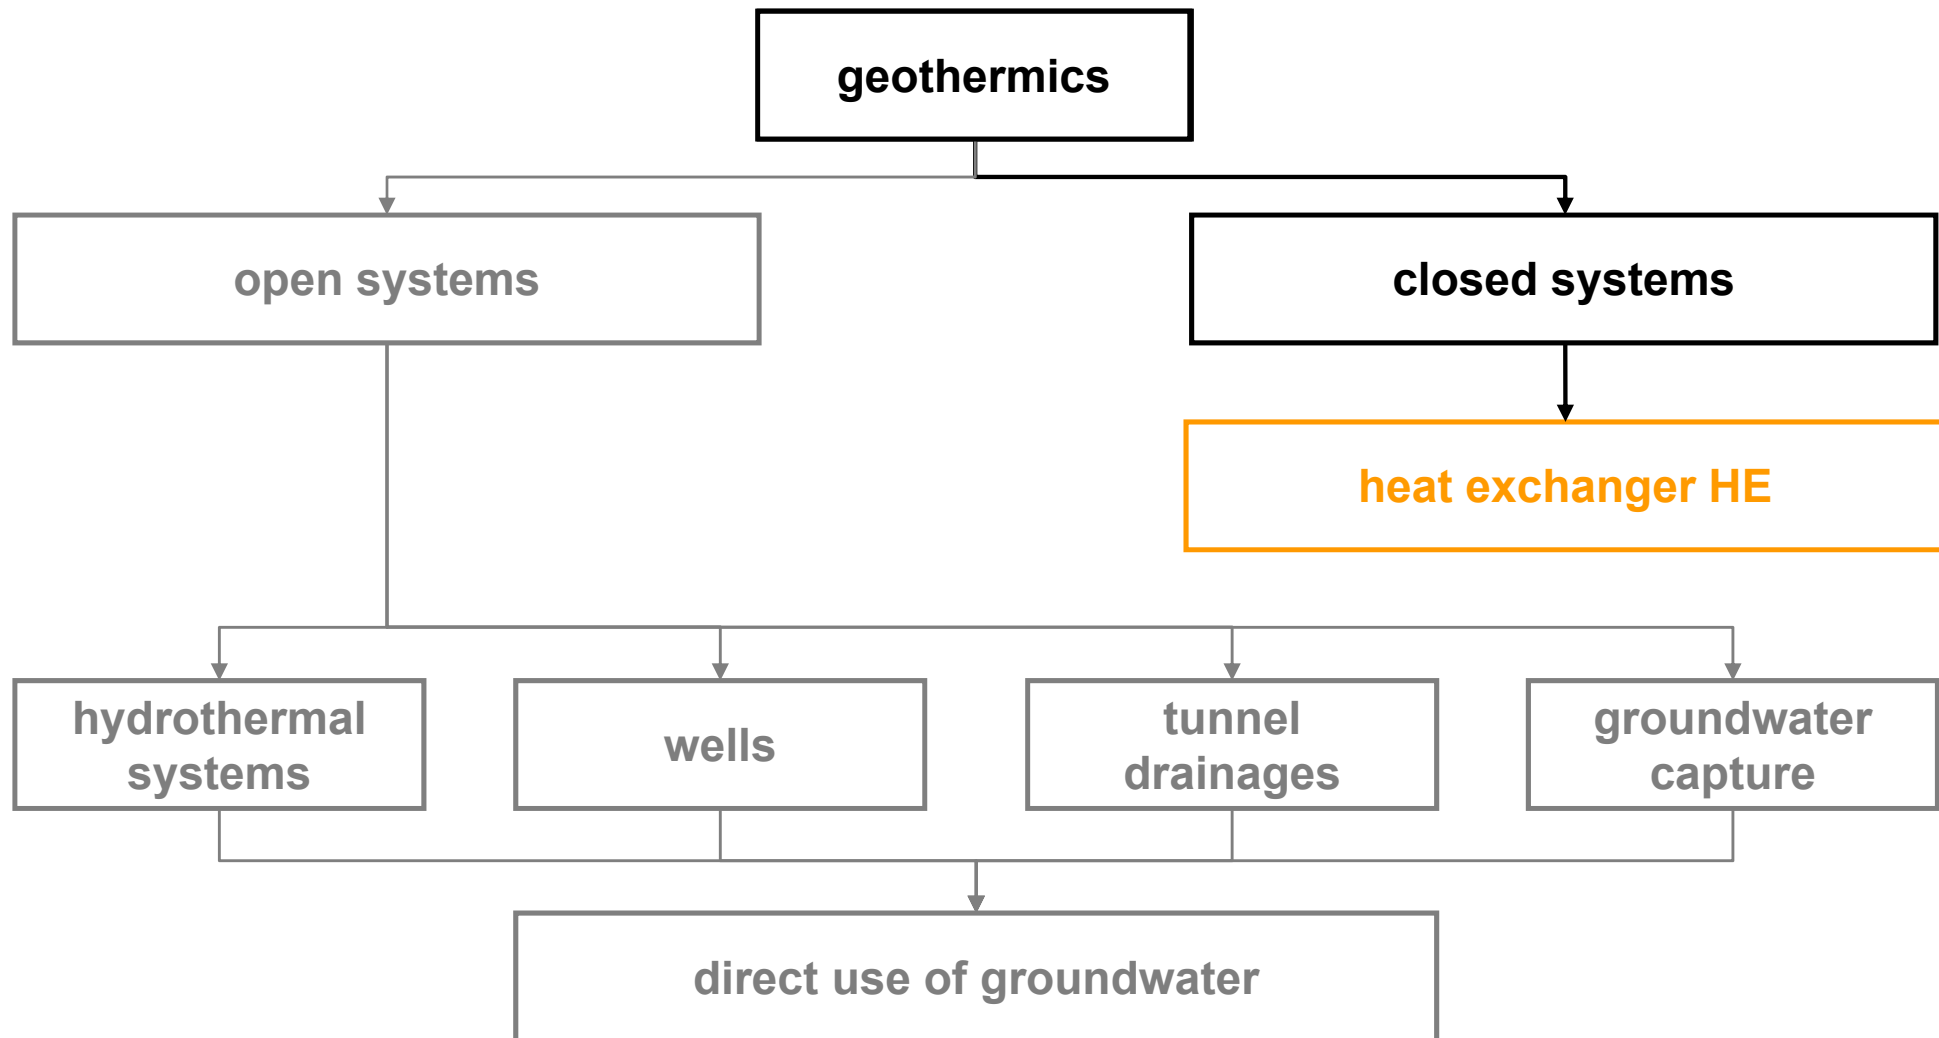 geothermics
open systems
closed systems
heat exchanger HE
hydrothermal
systems
wells
tunnel
drainages
groundwater
capture
direct use of groundwater